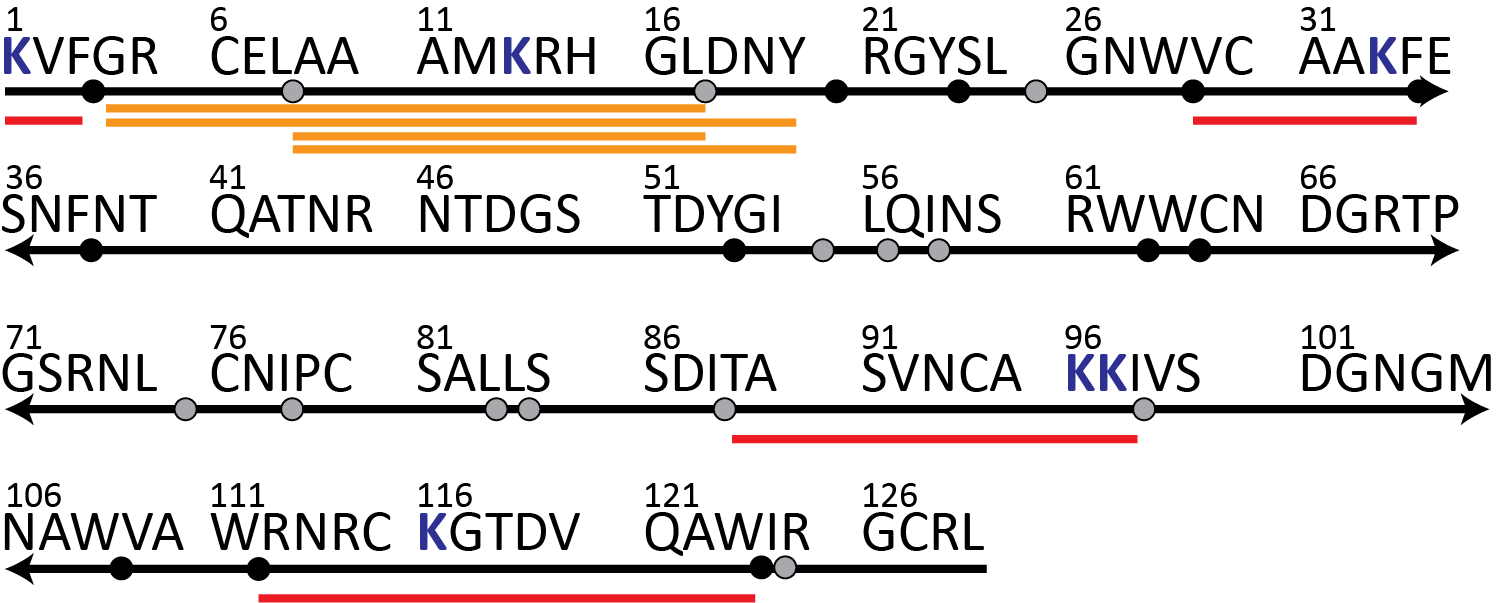 1 6 11 16 21 26 31
KVFGR CELAA AMKRH GLDNY RGYSL GNWVC AAKFE
36 41 46 51 56 61 66
SNFNT QATNR NTDGS TDYGI LQINS RWWCN DGRTP
71 76 81 86 91 96 101
GSRNL CNIPC SALLS SDITA SVNCA KKIVS DGNGM
106 111 116 121 126
NAWVA WRNRC KGTDV QAWIR GCRL